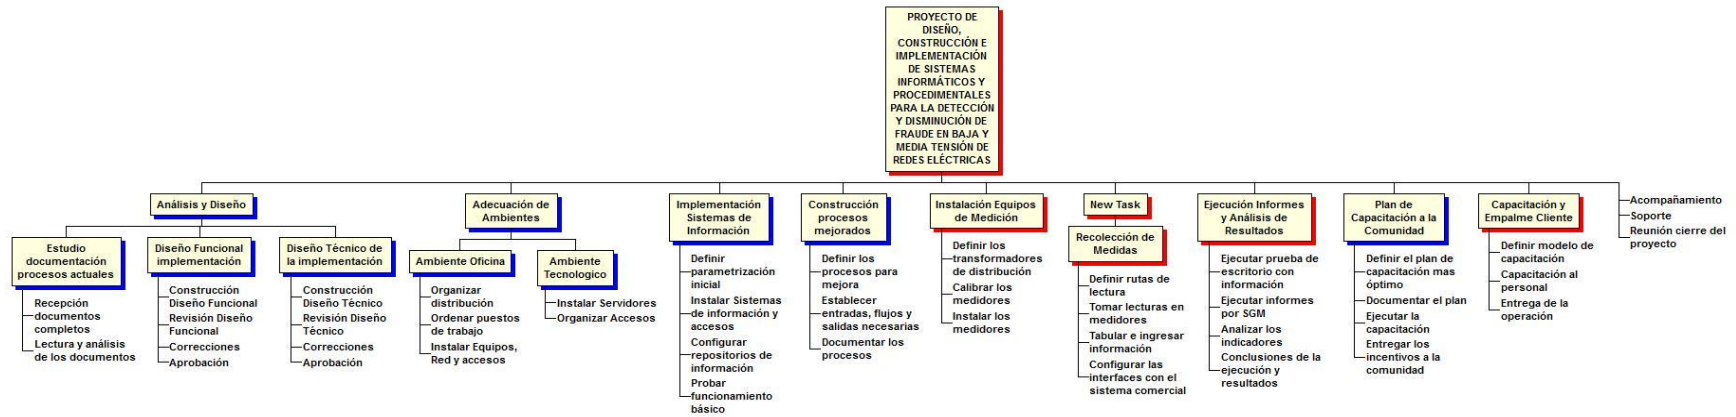 PROYECTO DE
DISEÑO,
CONSTRUCCIÓN E
IMPLEMENTACIÓN
DE SISTEMAS
INFORMÁTICOS Y
PROCEDIMENTALES
PARA LA DETECCIÓN
Y DISMINUCIÓN DE
FRAUDE EN BAJA Y
MEDIA TENSIÓN DE
REDES ELÉCTRICAS
Análisis y Diseño
Estudio
documentación
procesos actuales
Recepción
documentos
completos
Lectura y análisis
de los documentos
Diseño Funcional
implementación
Construcción
Diseño Funcional
Revisión Diseño
Funcional
Correcciones
Aprobación
Diseño Técnico de
la implementación
Construcción
Diseño Técnico
Revisión Diseño
Técnico
Correcciones
Aprobación
Adecuación de
Ambientes
Ambiente Oficina
Organizar
distribución
Ordenar puestos
de trabajo
Instalar Equipos,
Red y accesos
Ambiente
Tecnologico
Instalar Servidores
Organizar Accesos
Implementación
Sistemas de
Información
Definir
parametrización
inicial
Instalar Sistemas
de información y
accesos
Configurar
repositorios de
información
Probar
funcionamiento
básico
Construcción
procesos
mejorados
Definir los
procesos para
mejora
Establecer
entradas, flujos y
salidas necesarias
Documentar los
procesos
Instalación Equipos
de Medición
Definir los
transformadores
de distribución
Calibrar los
medidores
Instalar los
medidores
New Task
Recolección de
Medidas
Definir rutas de
lectura
Tomar lecturas en
medidores
Tabular e ingresar
información
Configurar las
interfaces con el
sistema comercial
Ejecución Informes
y Análisis de
Resultados
Ejecutar prueba de
escritorio con
información
Ejecutar informes
por SGM
Analizar los
indicadores
Conclusiones de la
ejecución y
resultados
Plan de
Capacitación a la
Comunidad
Definir el plan de
capacitación mas
óptimo
Documentar el plan
Ejecutar la
capacitación
Entregar los
incentivos a la
comunidad
Capacitación y
Empalme Cliente
Definir modelo de
capacitación
Capacitación al
personal
Entrega de la
operación
Acompañamiento
Soporte
Reunión cierre del
proyecto